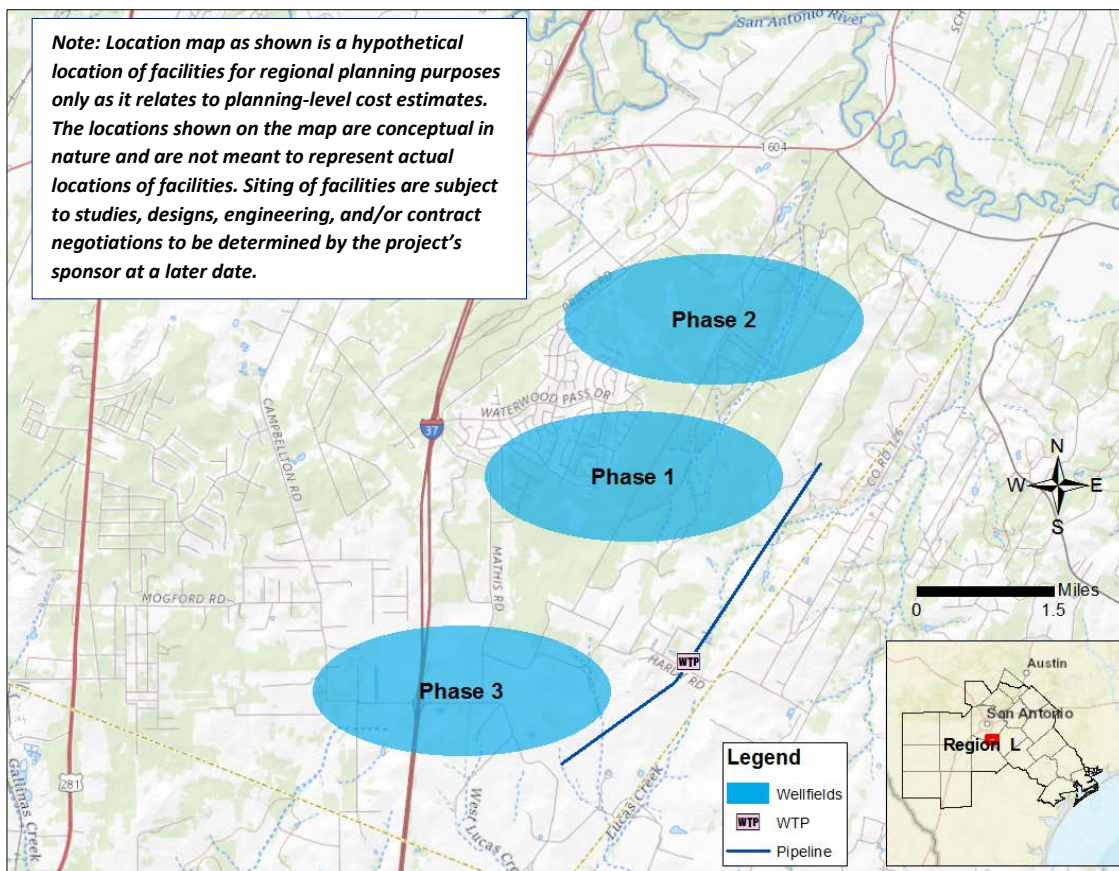 Note: Location map as shown is a hypothetical
location of facilities for regional planning purposes
only as it relates to planning-level cost estimates.
The locations shown on the map are conceptual in
nature and are not meant to represent actual
locations of facilities. Siting of facilities are subject
to studies, designs, engineering, and/or contract
negotiations to be determined by the project's
sponsor at a later date.
San Antonio River
1604
Phase 2
WATERWOOD PASS DR
37
CAMPBELLTON RD
Phase 1
CO RD 126
N
W E
S
MATHIS RD
MOGFORD RD
Miles
0 1.5
HARDY RD
WTP
Phase 3
281
Gallinas Creek
West Lucas Cre
Lucas Creek
Legend
Wellfields
WTP WTP
Pipeline
Austin
San Antonio
Region L